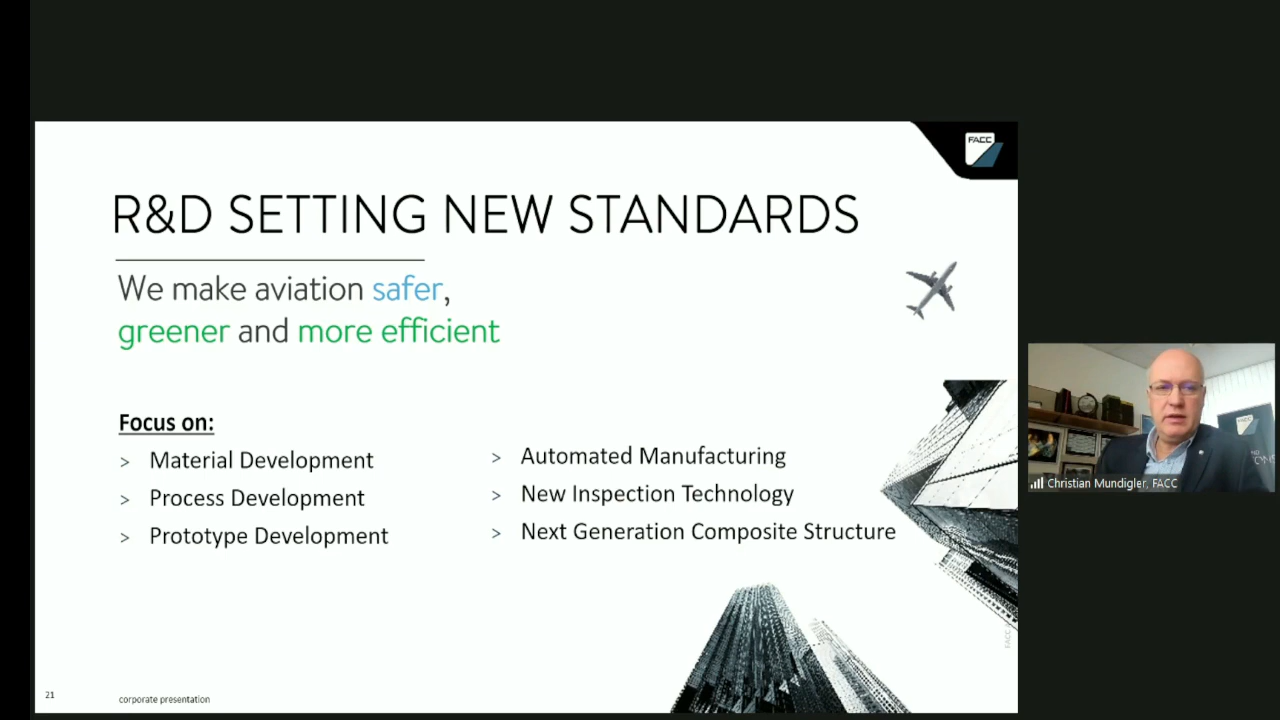 FACC
R&D SETTING NEW STANDARDS
We make aviation safer,
greener and more efficient
Focus on:
> Material Development
> Process Development
> Prototype Development
> Automated Manufacturing
> New Inspection Technology
> Next Generation Composite Structure
FACC
21
corporate presentation
Christian Mundigler, FACC